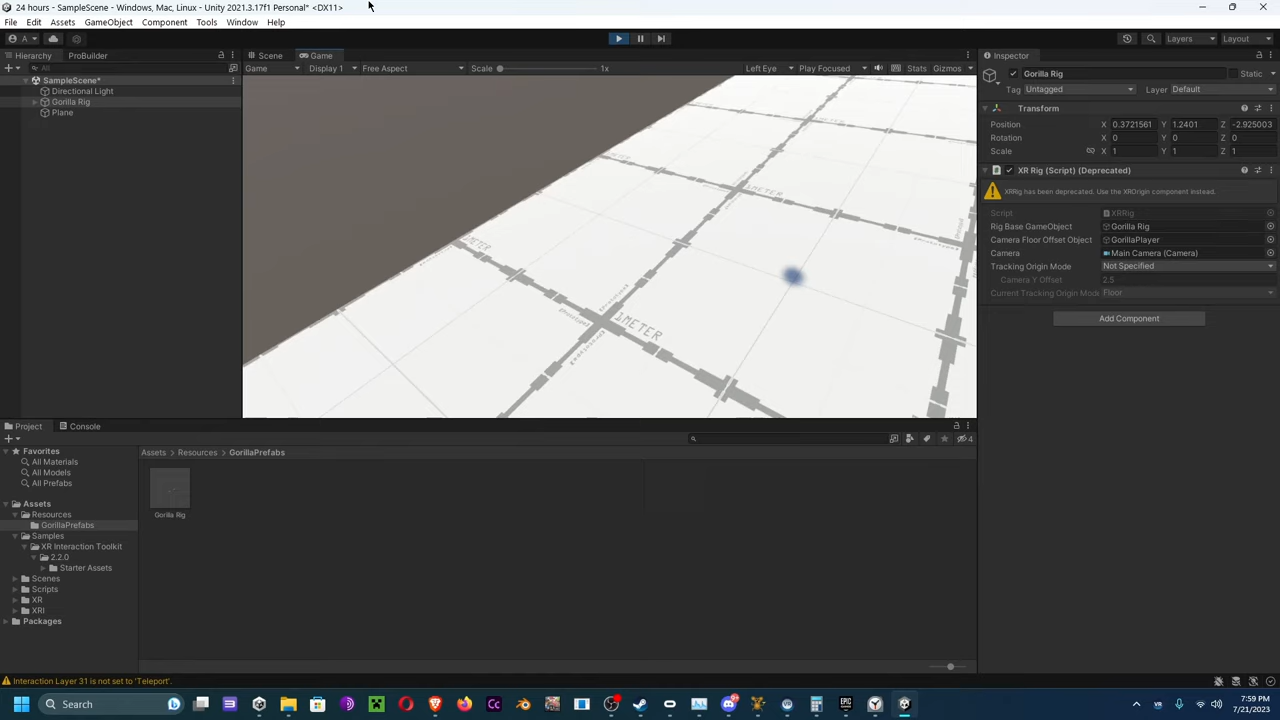 24 hours - SampleScene - Windows, Mac, Linux - Unity 2021.3.17f1 Personal* <DX11>
File Edit Assets GameObject Component Tools Window Help
A Layers Layout
Hierarchy ProBuilder Scene Game Inspector
All Game Display 1 Free Aspect Scale 1x Left Eye Play Focused Stats Gizmos Gorilla Rig Static
SampleScene*
Directional Light
Gorilla Rig
Plane
Tag Untagged Layer Default
Transform
Position X 0.3721561 Y 1.2401 Z -2.925003
Rotation X 0 Y 0 Z 0
Scale X 1 Y 1 Z 1
XR Rig (Script) (Deprecated)
XRRig has been deprecated. Use the XROrigin component instead.
Script XRRig
Rig Base GameObject Gorilla Rig
Camera Floor Offset Object GorillaPlayer
Camera Main Camera (Camera)
Tracking Origin Mode Not Specified
Camera Y Offset 2.5
Current Tracking Origin Mode Floor
Add Component
1METER
1METER
Project Console
4
Favorites
All Materials
All Models
All Prefabs
Assets
Resources
GorillaPrefabs
Samples
XR Interaction Toolkit
2.2.0
Starter Assets
Scenes
Scripts
XR
XRI
Packages
Assets > Resources > GorillaPrefabs
Gorilla Rig
Interaction Layer 31 is not set to 'Teleport'.
Search
7:59 PM
7/21/2023